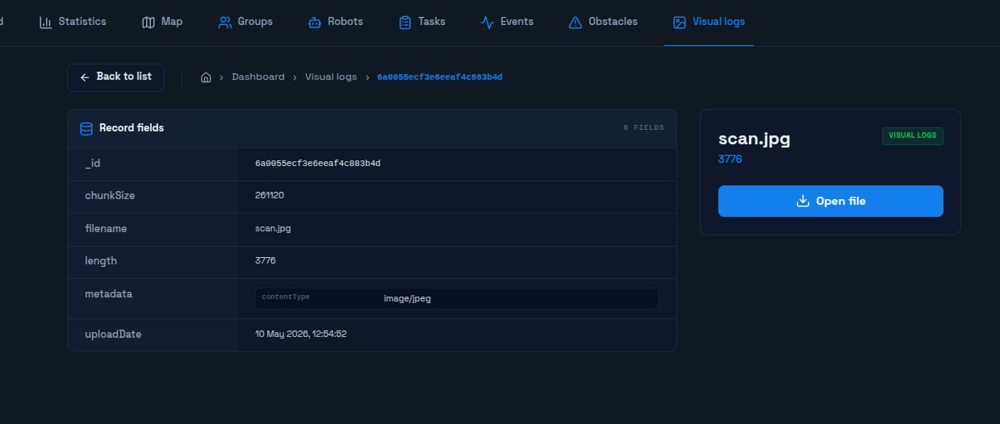 d Statistics Map Groups Robots Tasks Events Obstacles Visual logs
Back to list Dashboard Visual logs 6a0055ecf3e6eeaf4c883b4d
Record fields 6 FIELDS
_id 6a0055ecf3e6eeaf4c883b4d
chunkSize 261120
filename scan.jpg
length 3776
metadata contentType image/jpeg
uploadDate 10 May 2026, 12:54:52
scan.jpg VISUAL LOGS
3776
Open file